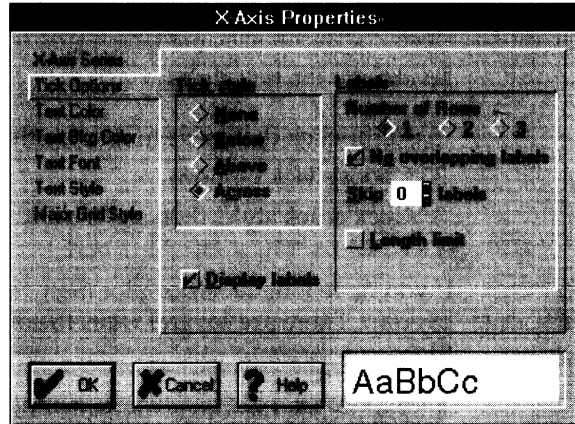 X Axis Properties
X-Axis Series
Tick Options
Text Color
Text Bkg Color
Text Font
Text Style
Major Grid Style
Tick style
None
Below
Above
Across
Display labels
Labels
Number of Rows
1 2 3
No overlapping labels
Skip 0 labels
Length limit
OK
Cancel
Help
AaBbCc